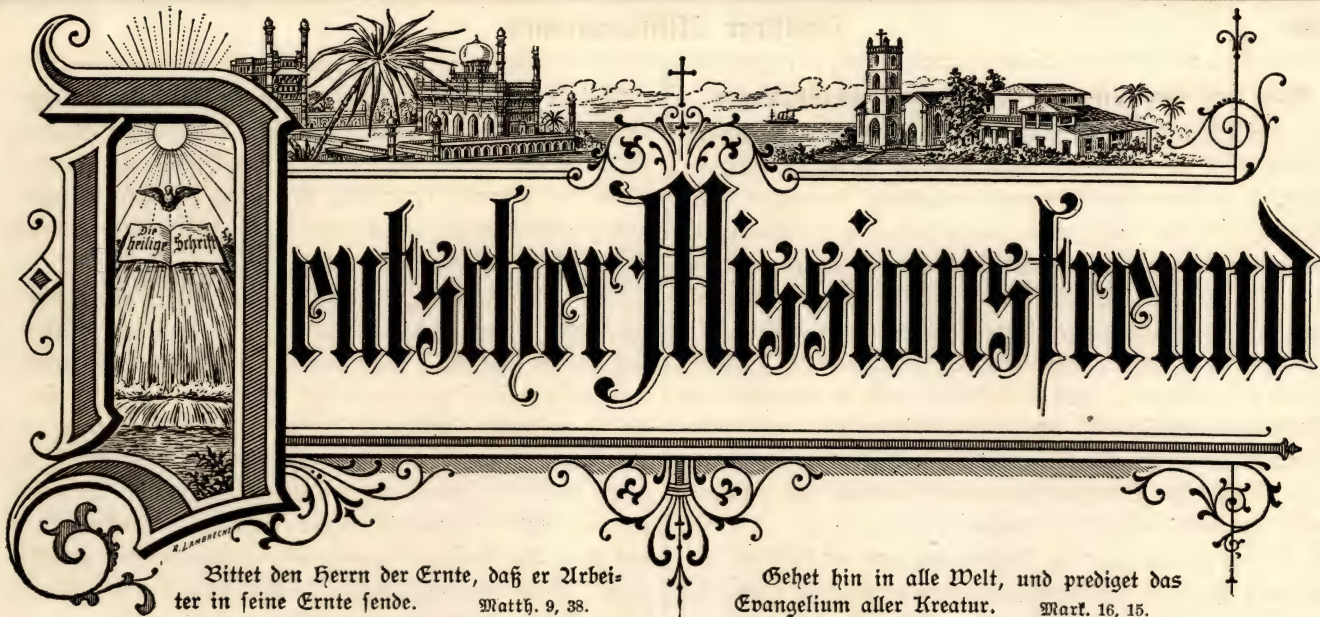 Die heilige Schrift
Deutscher Missionsfreund
R. LAMBRECHT
Bittet den Herrn der Ernte, daß er Arbei=
ter in seine Ernte sende. Matth. 9, 38.
Gehet hin in alle Welt, und prediget das
Evangelium aller Kreatur. Mark. 16, 15.